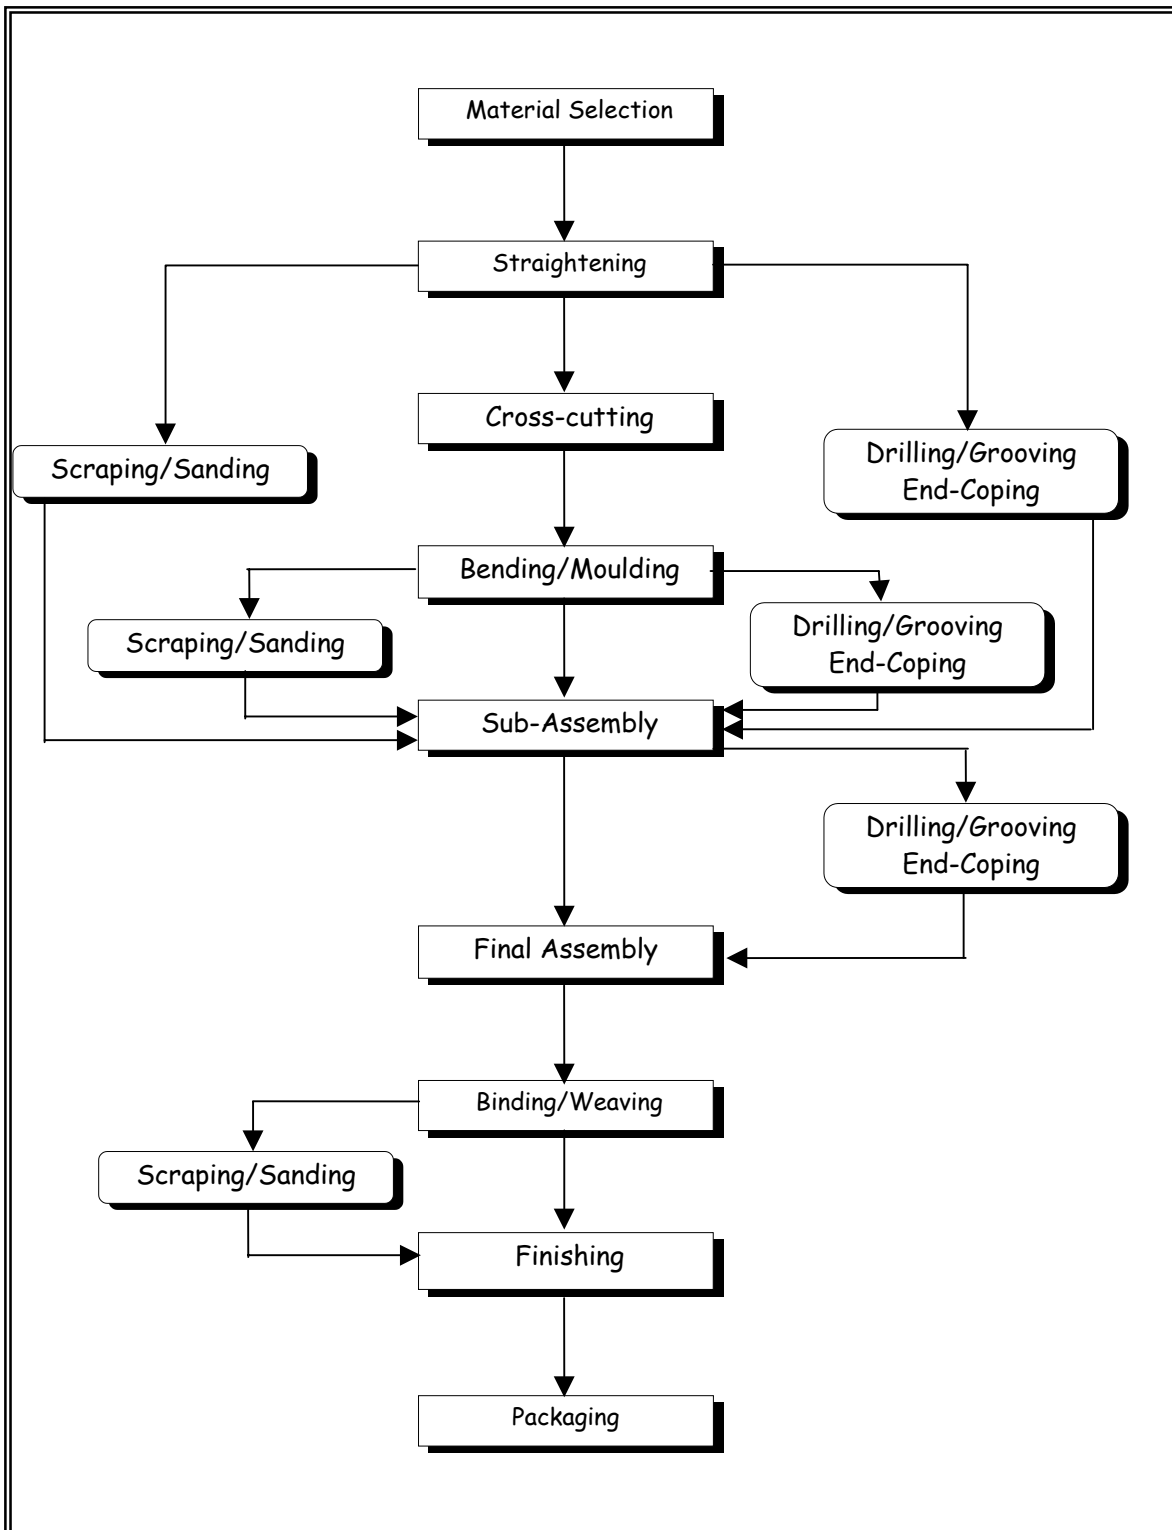 Material Selection
Straightening
Cross-cutting
Scraping/Sanding
Drilling/Grooving
End-Coping
Bending/Moulding
Scraping/Sanding
Drilling/Grooving
End-Coping
Sub-Assembly
Drilling/Grooving
End-Coping
Final Assembly
Binding/Weaving
Scraping/Sanding
Finishing
Packaging